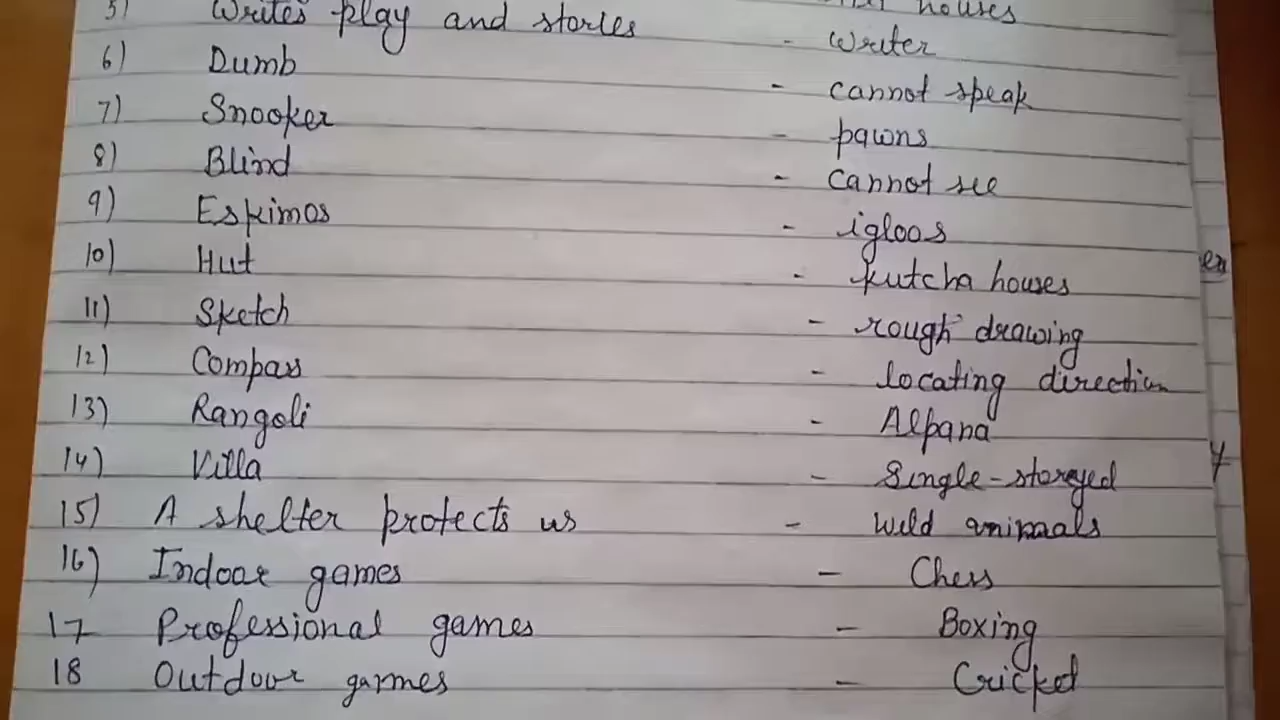 houses
5) Writes play and stories - writer
6) Dumb - cannot speak
7) Snooker - pawns
8) Blind - cannot see
9) Eskimos - igloos
10) Hut - kutcha houses
11) Sketch - rough drawing
12) Compass - locating direction
13) Rangoli - Alpana
14) Villa - Single-storeyed
15) A shelter protects us - wild animals
16) Indoor games - Chess
17 Professional games - Boxing
18 Outdoor games - Cricket